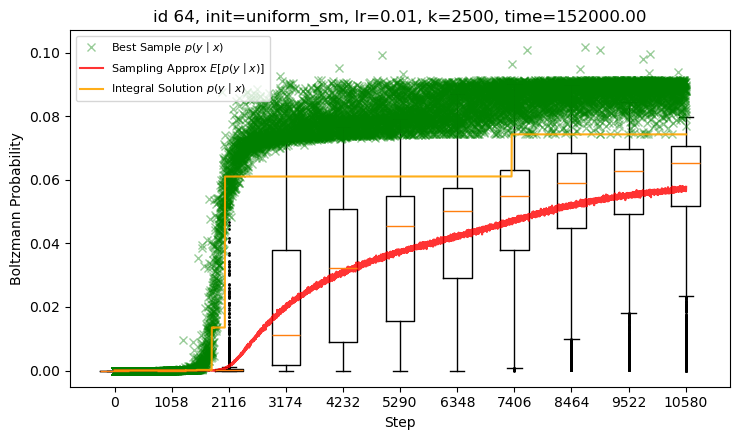 id 64, init=uniform_sm, lr=0.01, k=2500, time=152000.00
Best Sample p(y | x)
Sampling Approx E[p(y | x)]
Integral Solution p(y | x)
Boltzmann Probability
0.10
0.08
0.06
0.04
0.02
0.00
0 1058 2116 3174 4232 5290 6348 7406 8464 9522 10580
Step